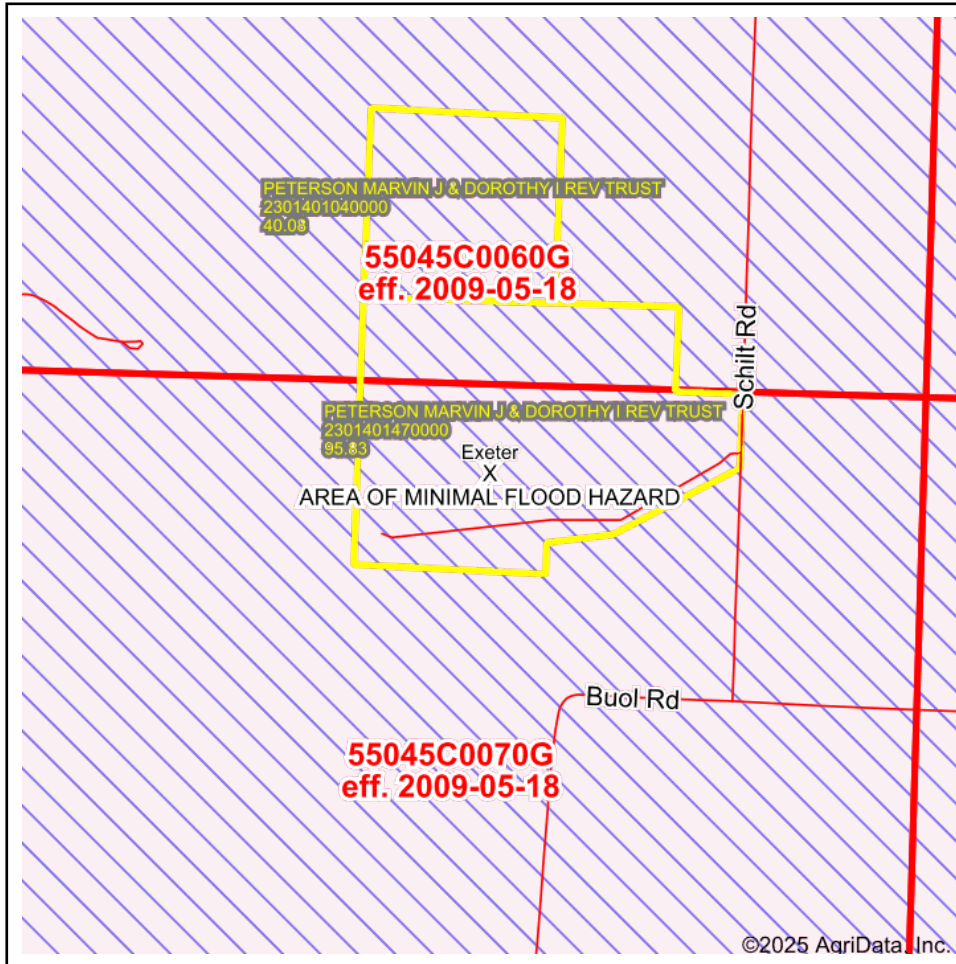 PETERSON MARVIN J & DOROTHY I REV TRUST
2301401040000
40.08
55045C0060G
eff. 2009-05-18
Schilt Rd
PETERSON MARVIN J & DOROTHY I REV TRUST
2301401470000
95.83
Exeter
X
AREA OF MINIMAL FLOOD HAZARD
Buol Rd
55045C0070G
eff. 2009-05-18
©2025 AgriData, Inc.